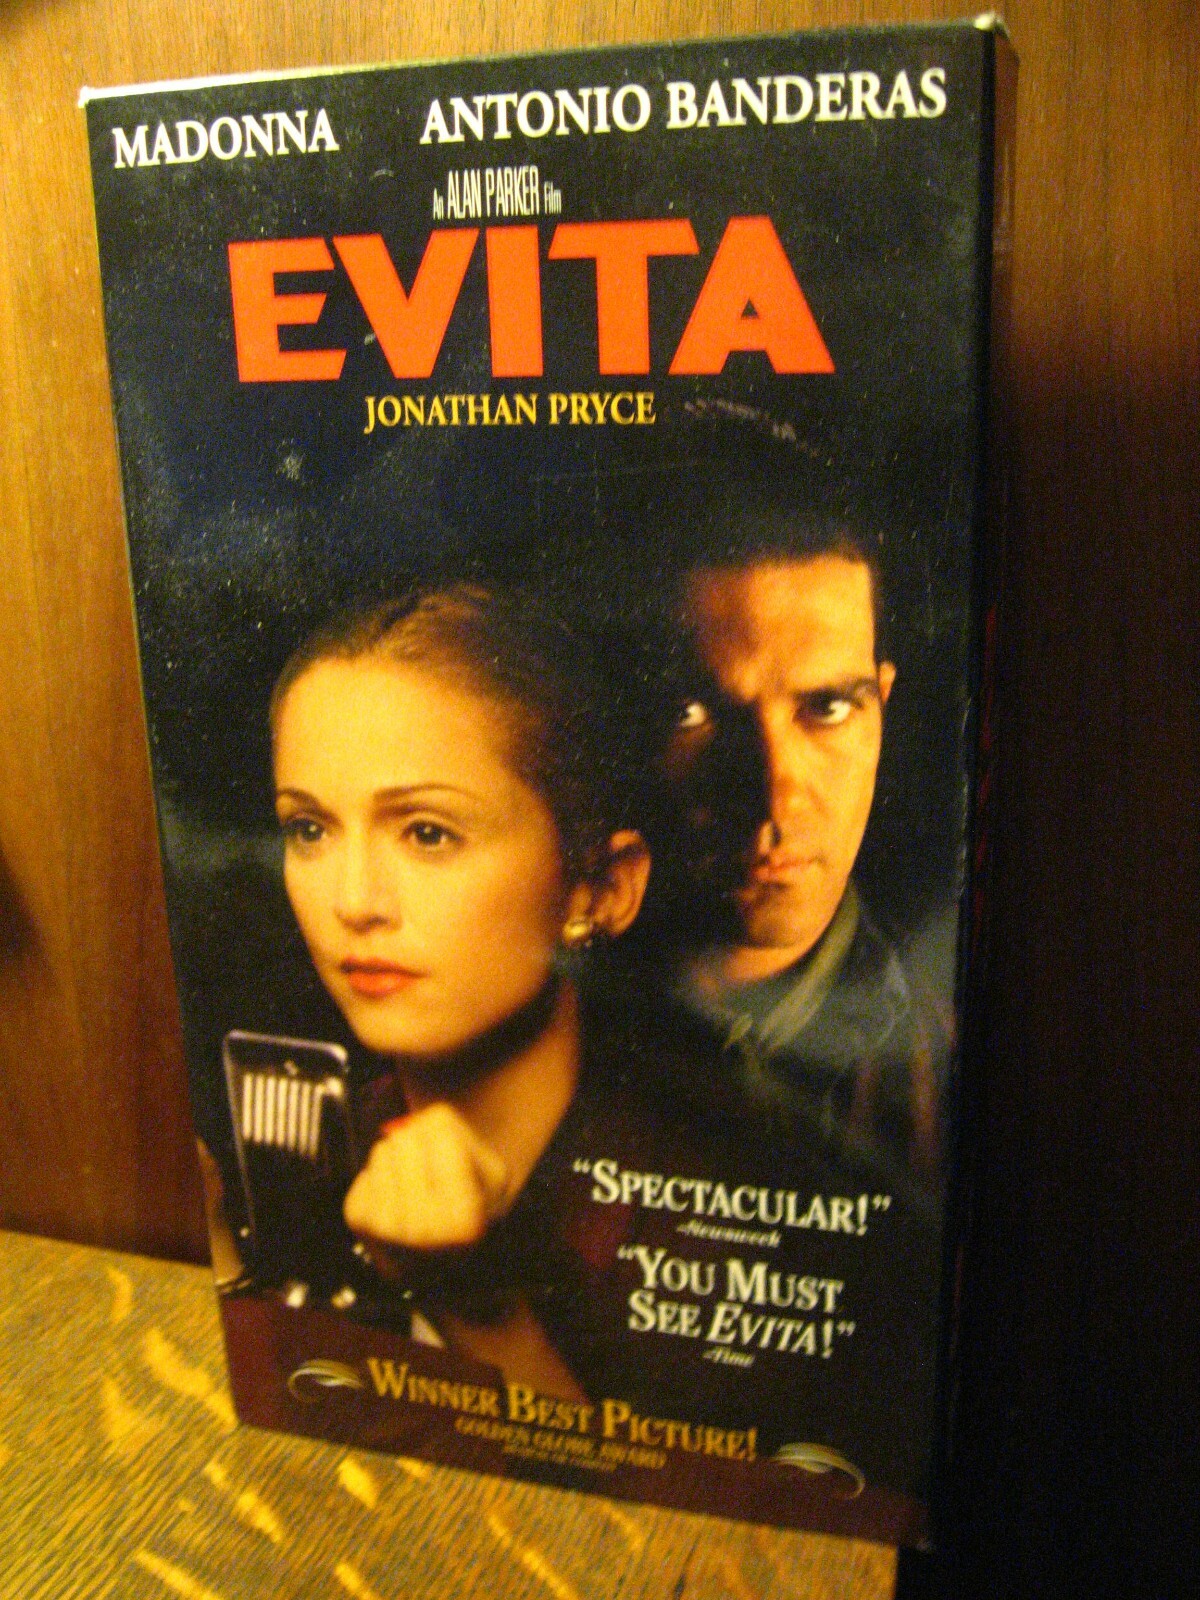 MADONNA ANTONIO BANDERAS
An ALAN PARKER Film
EVITA
JONATHAN PRYCE
"SPECTACULAR!"
-Newsweek
"YOU MUST
SEE EVITA!"
-Time
WINNER BEST PICTURE!
GOLDEN GLOBE AWARD